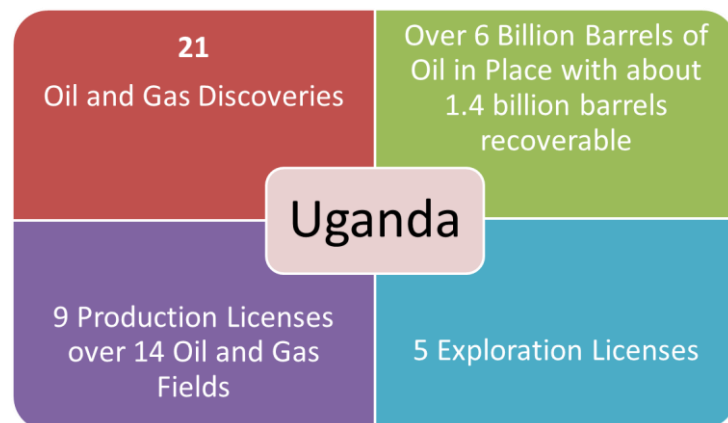 21
Oil and Gas Discoveries
Over 6 Billion Barrels of
Oil in Place with about
1.4 billion barrels
recoverable
Uganda
9 Production Licenses
over 14 Oil and Gas
Fields
5 Exploration Licenses